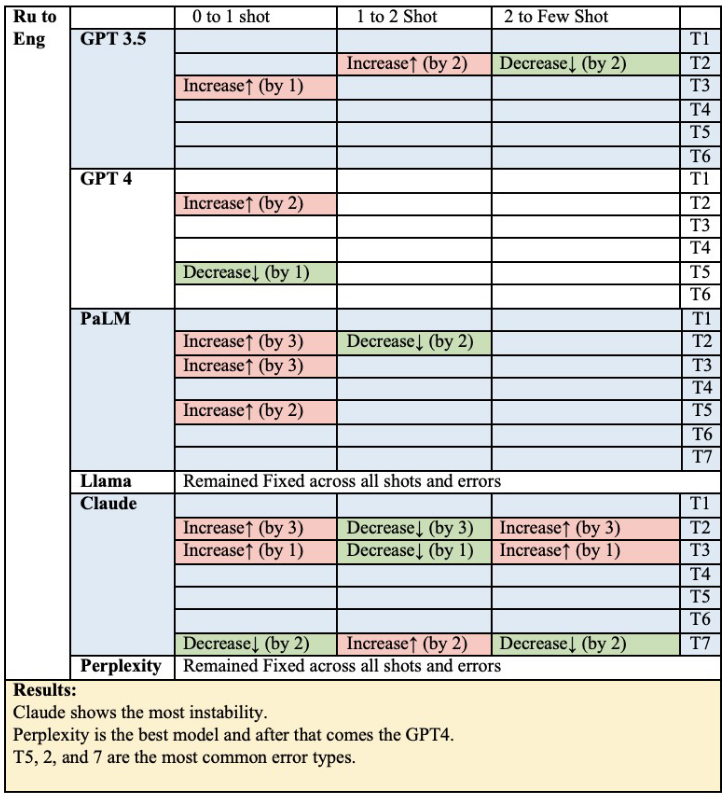 Ru to 0 to 1 shot 1 to 2 Shot 2 to Few Shot
Eng GPT 3.5 T1
Increase↑ (by 2) Decrease↓ (by 2) T2
Increase↑ (by 1) T3
T4
T5
T6
GPT 4 T1
Increase↑ (by 2) T2
T3
T4
Decrease↓ (by 1) T5
T6
PaLM T1
Increase↑ (by 3) Decrease↓ (by 2) T2
Increase↑ (by 3) T3
T4
Increase↑ (by 2) T5
T6
T7
Llama Remained Fixed across all shots and errors
Claude T1
Increase↑ (by 3) Decrease↓ (by 3) Increase↑ (by 3) T2
Increase↑ (by 1) Decrease↓ (by 1) Increase↑ (by 1) T3
T4
T5
T6
Decrease↓ (by 2) Increase↑ (by 2) Decrease↓ (by 2) T7
Perplexity Remained Fixed across all shots and errors
Results:
Claude shows the most instability.
Perplexity is the best model and after that comes the GPT4.
T5, 2, and 7 are the most common error types.